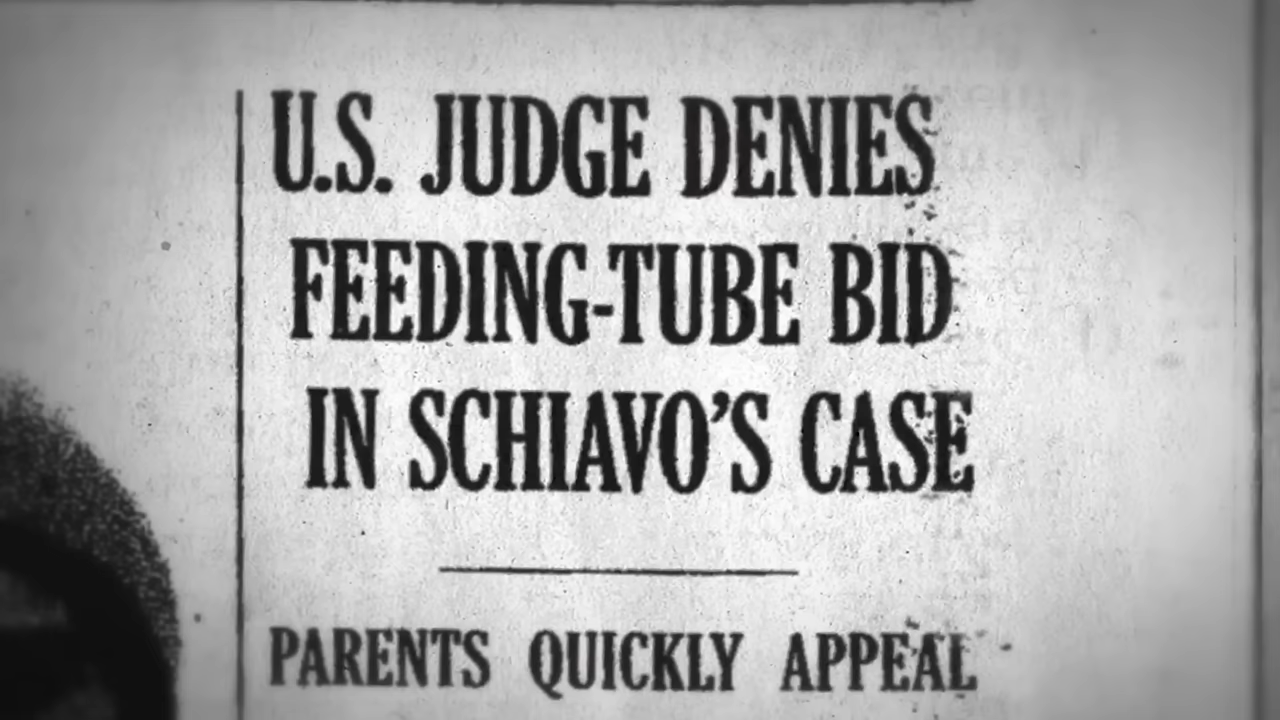 U.S. JUDGE DENIES
FEEDING-TUBE BID
IN SCHIAVO'S CASE
PARENTS QUICKLY APPEAL